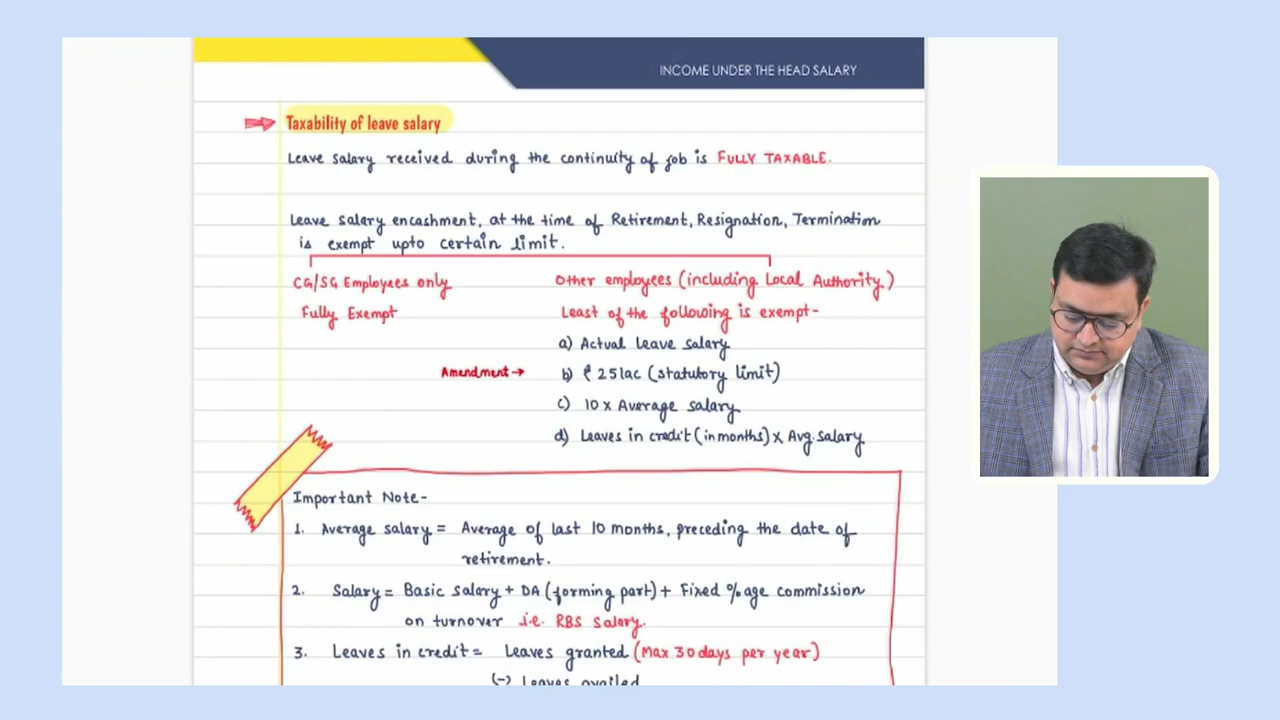 INCOME UNDER THE HEAD SALARY
Taxability of leave salary
Leave salary received during the continuity of job is FULLY TAXABLE.
Leave salary encashment, at the time of Retirement, Resignation, Termination
is exempt upto certain limit.
CG/SG Employees only
Fully Exempt
Other employees (including Local Authority)
Least of the following is exempt-
a) Actual leave salary
Amendment → b) ₹ 25 lac (statutory limit)
c) 10 x Average salary
d) Leaves in credit (in months) x Avg. salary
Important Note-
1. Average salary = Average of last 10 months, preceding the date of
retirement.
2. Salary = Basic salary + DA (forming part) + Fixed %age commission
on turnover i.e. RBS salary.
3. Leaves in credit = Leaves granted (Max 30 days per year)
(-) Leaves availed